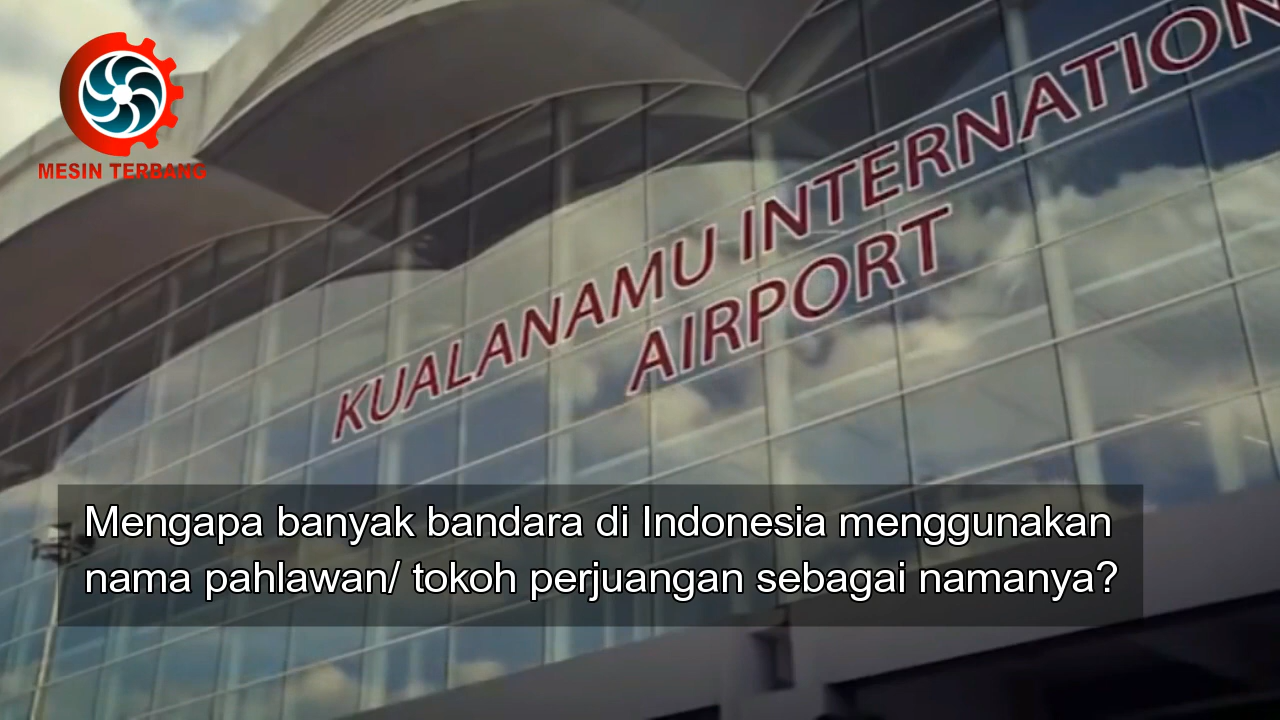 MESIN TERBANG
KUALANAMU INTERNATION
AIRPORT
Mengapa banyak bandara di Indonesia menggunakan
nama pahlawan/ tokoh perjuangan sebagai namanya?